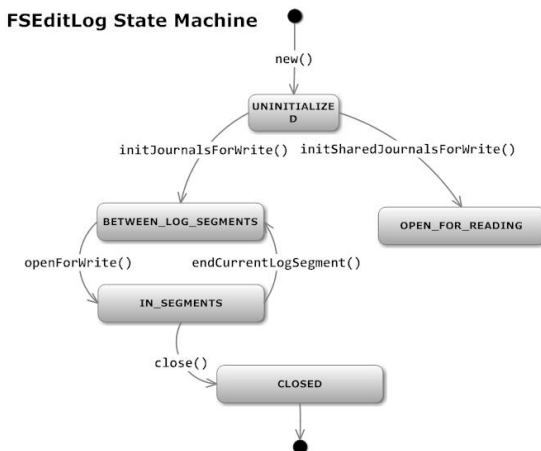 FSEditLog State Machine
new()
UNINITIALIZE
D
initJournalsForWrite()
initSharedJournalsForWrite()
BETWEEN_LOG_SEGMENTS
OPEN_FOR_READING
openForWrite()
endCurrentLogSegment()
IN_SEGMENTS
close()
CLOSED